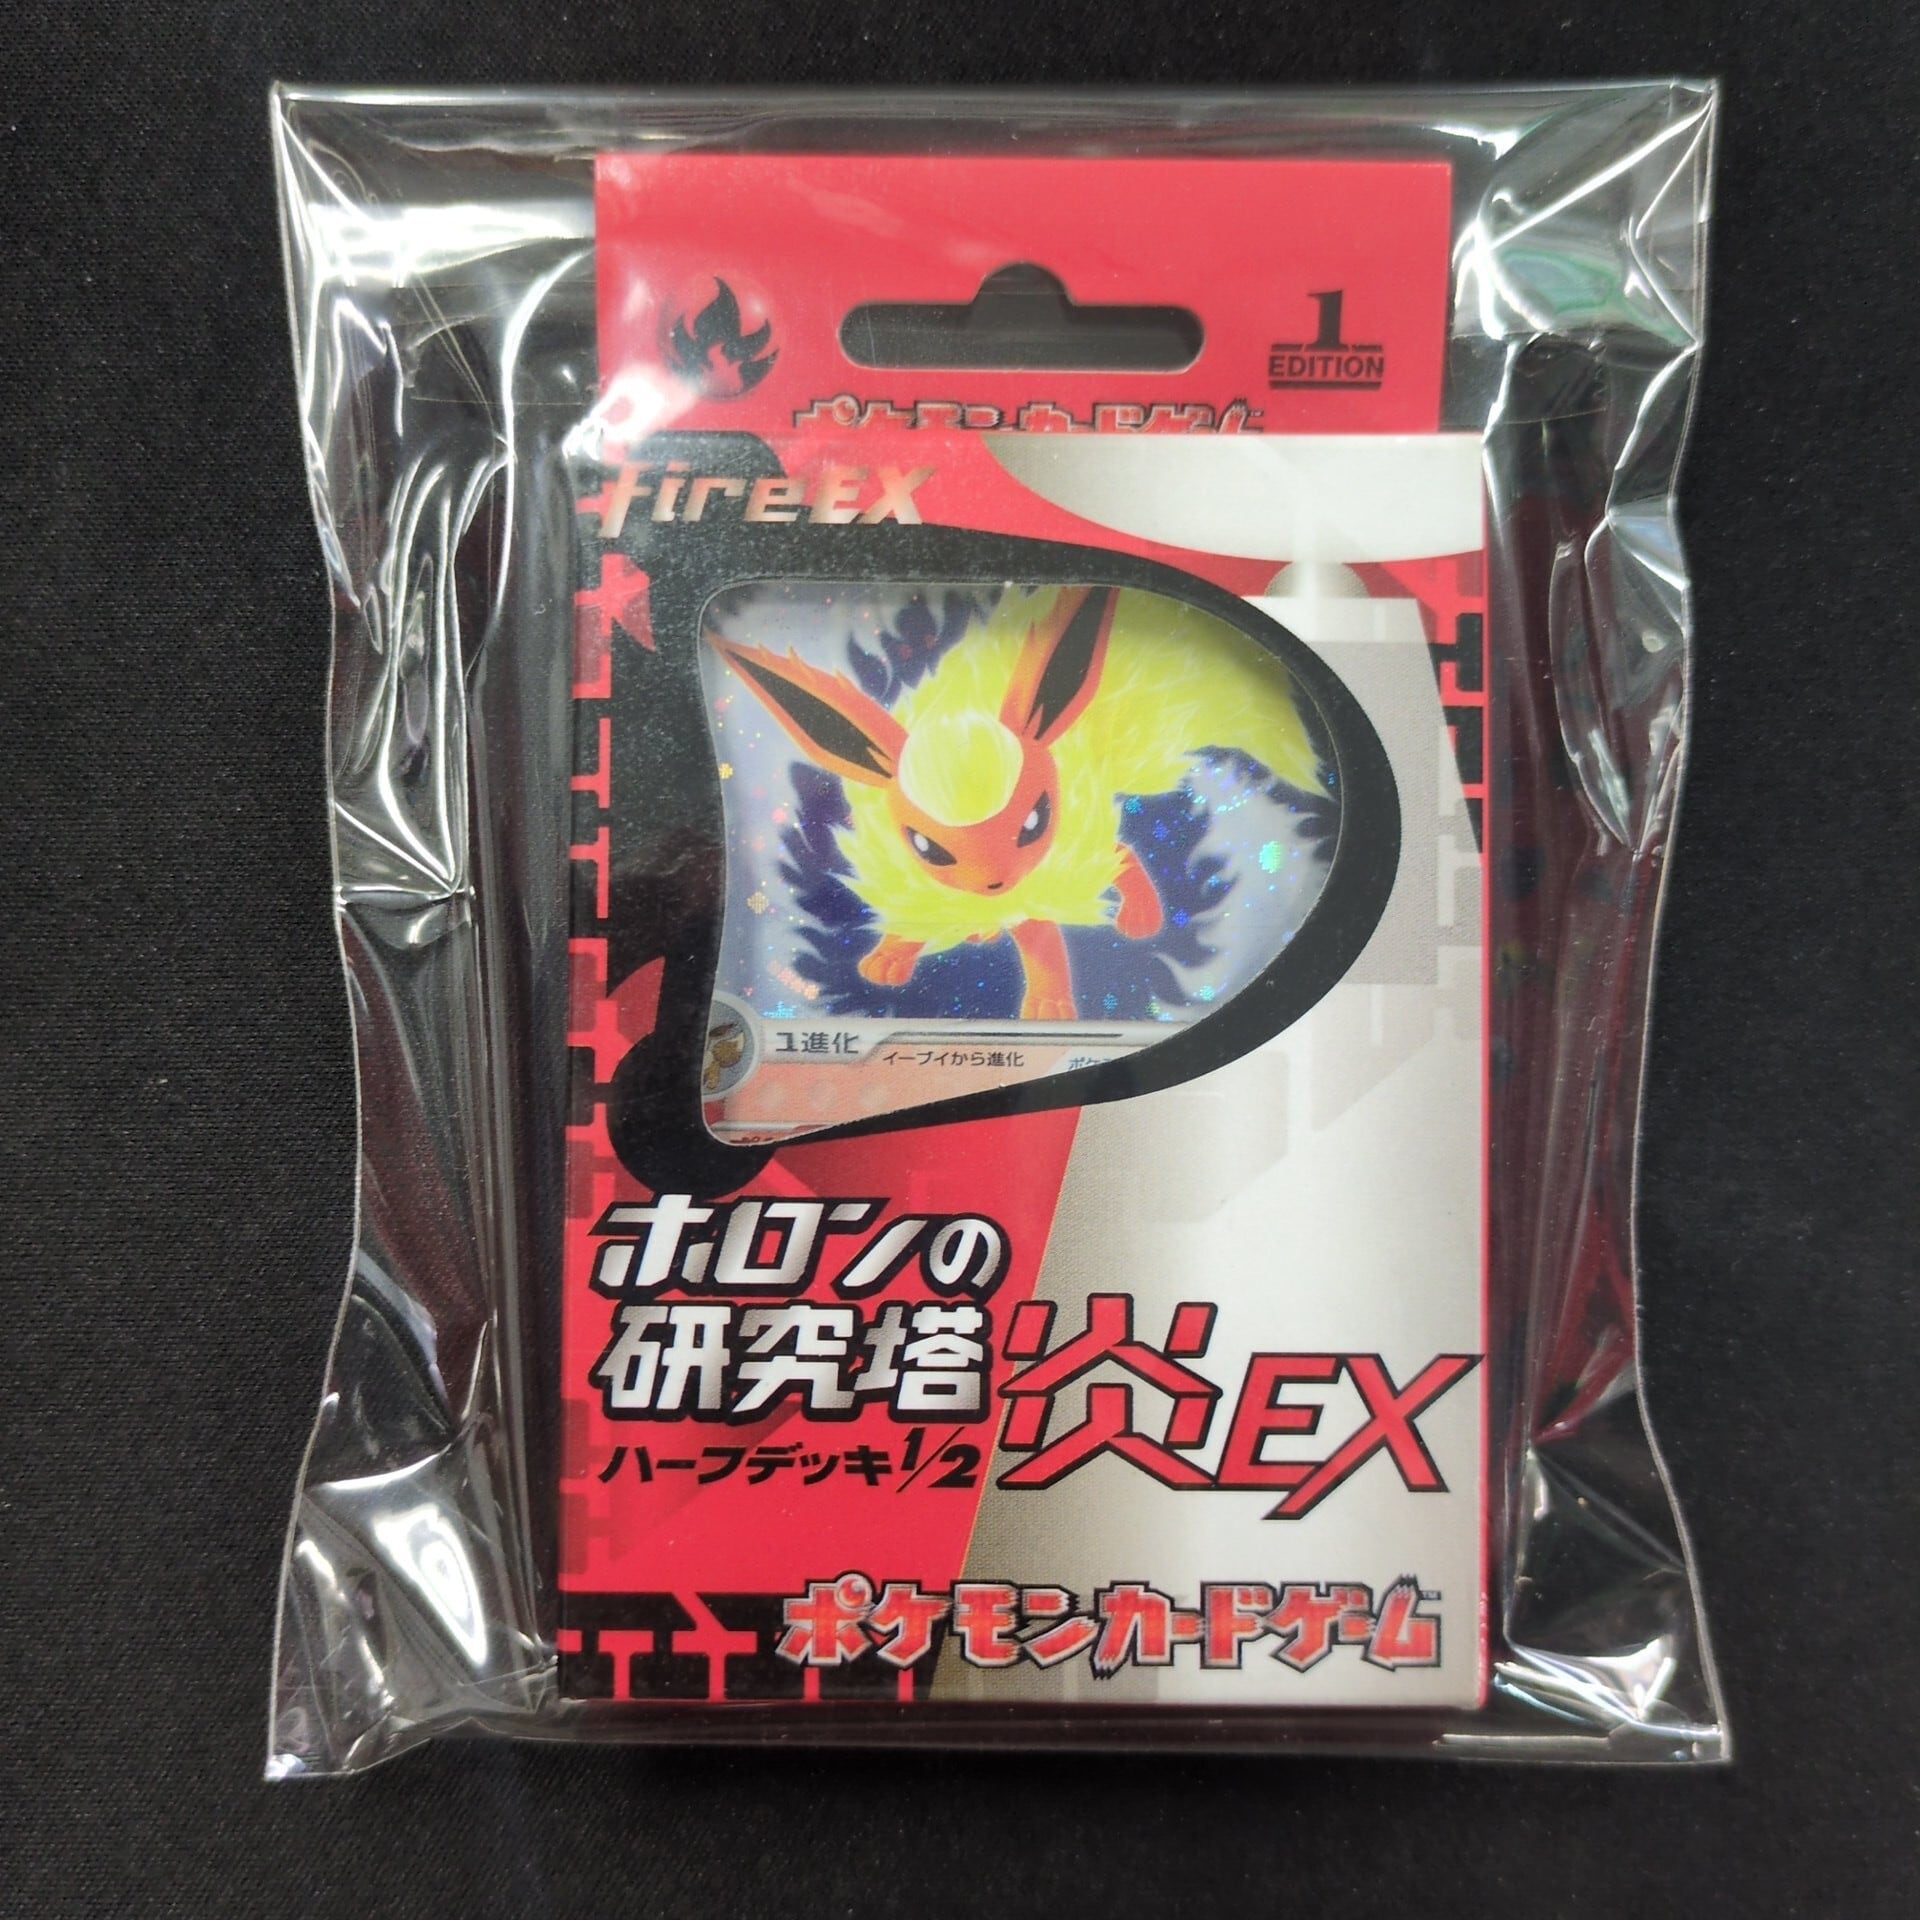 1
EDITION
ポケモンカードゲーム
fireEX
1進化
イーブイから進化
ホロンの
研究塔
炎EX
ハーフデッキ1/2
ポケモンカードゲーム™